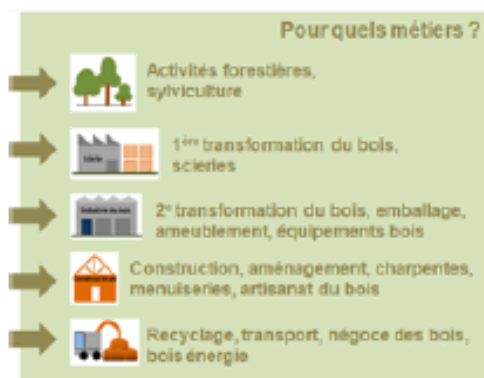 Pour quels métiers ?
Activités forestières,
sylviculture
1ère transformation du bois,
scieries
2e transformation du bois, emballage,
ameublement, équipements bois
Construction, aménagement, charpentes,
menuiseries, artisanat du bois
Recyclage, transport, négoce des bois,
bois énergie